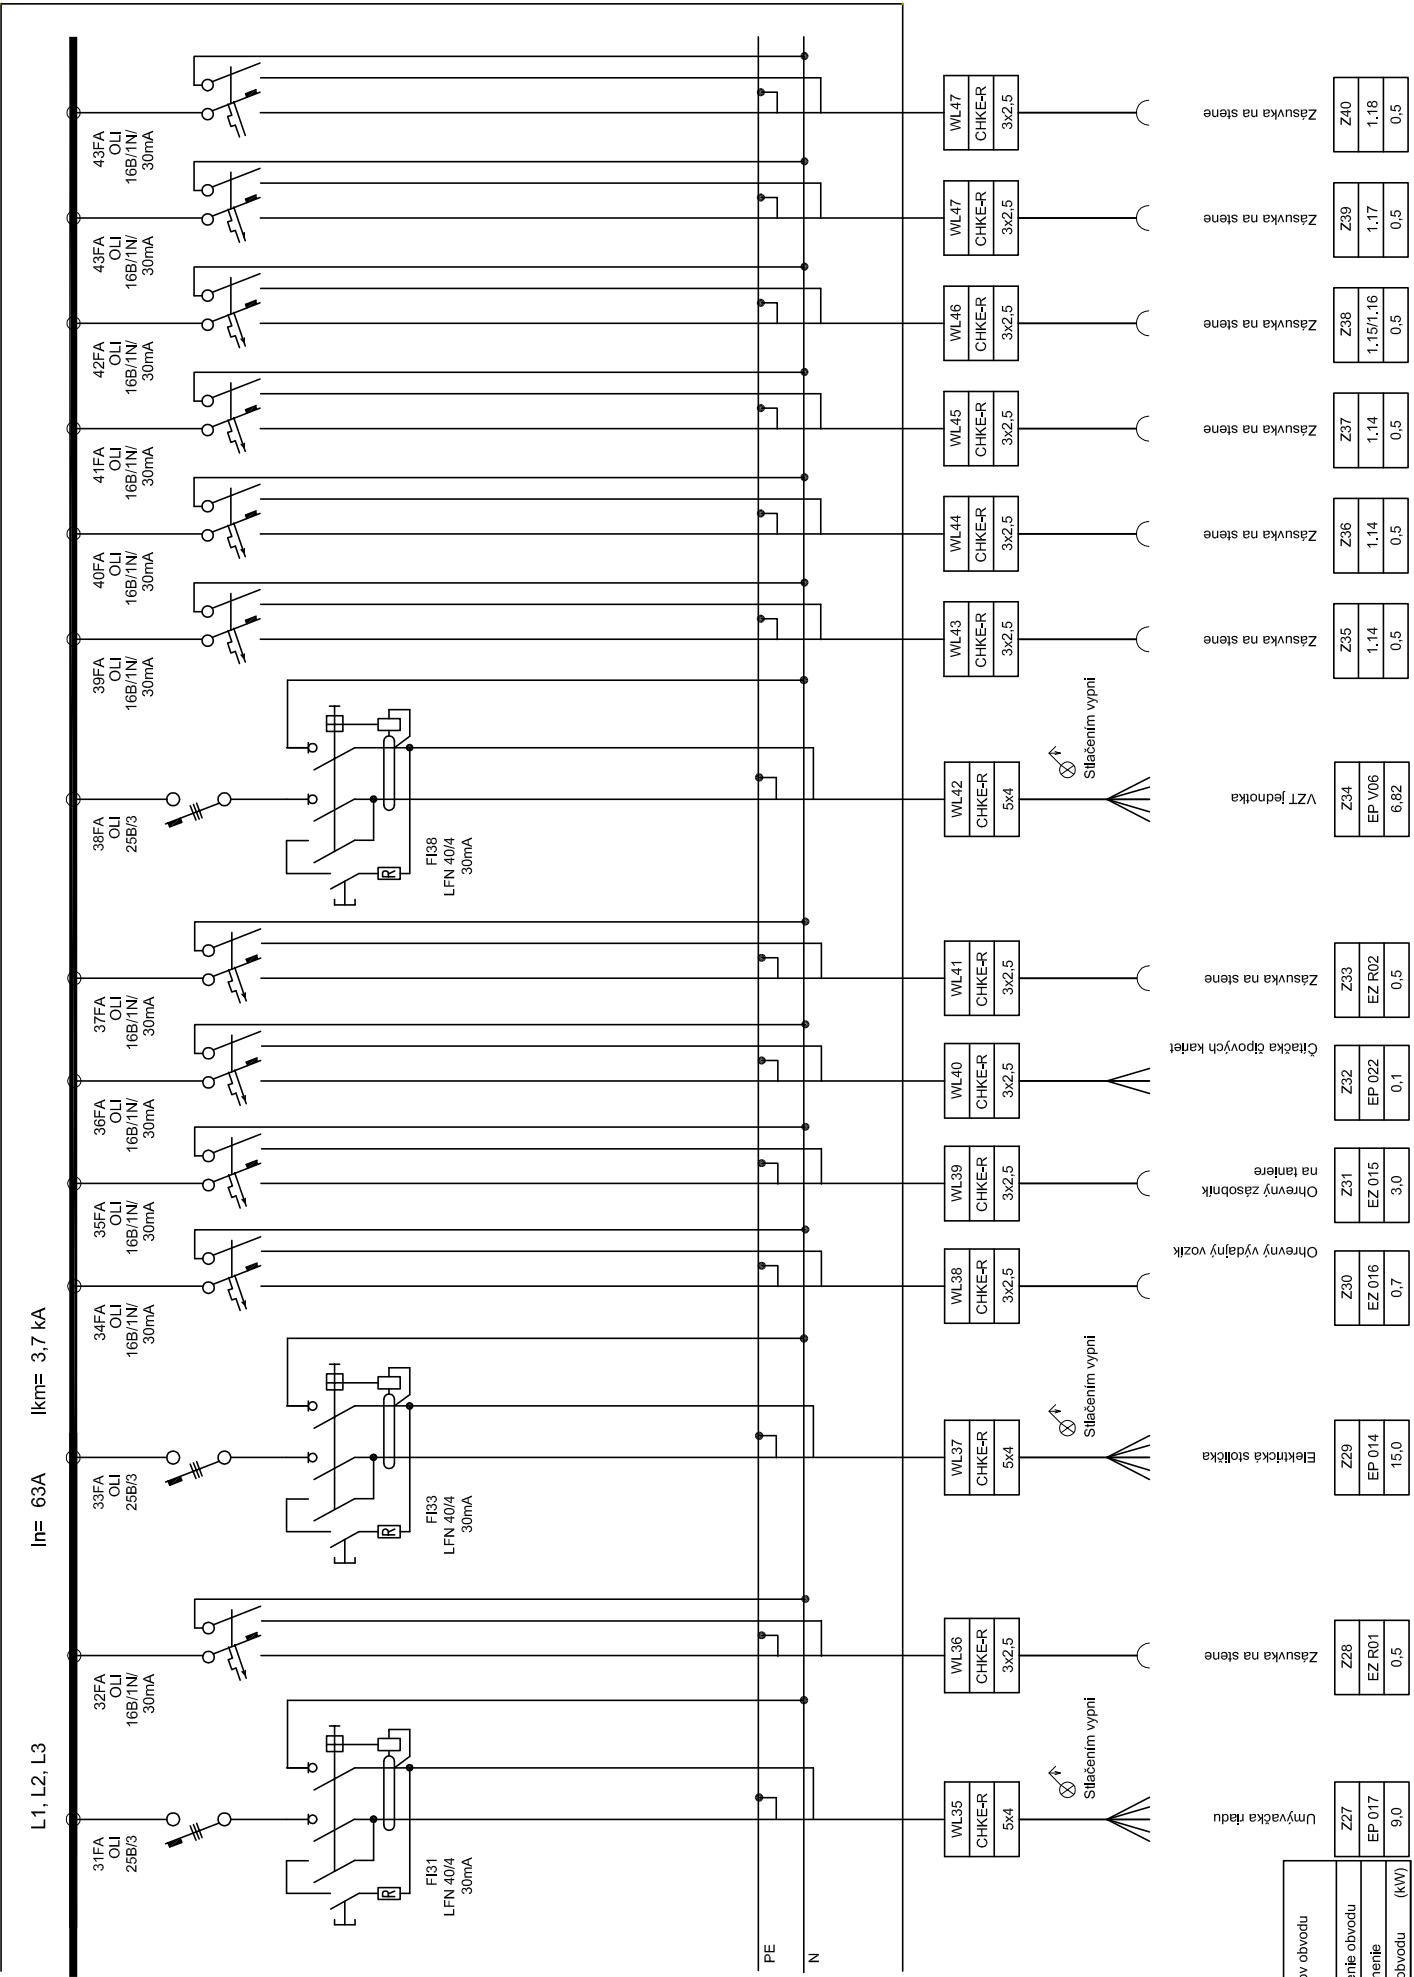 L1, L2, L3
In= 63A
Ikm= 3,7 kA
31FA
OLI
25B/3
32FA
OLI
16B/1N/
30mA
33FA
OLI
25B/3
34FA
OLI
16B/1N/
30mA
35FA
OLI
16B/1N/
30mA
36FA
OLI
16B/1N/
30mA
37FA
OLI
16B/1N/
30mA
38FA
OLI
25B/3
39FA
OLI
16B/1N/
30mA
40FA
OLI
16B/1N/
30mA
41FA
OLI
16B/1N/
30mA
42FA
OLI
16B/1N/
30mA
43FA
OLI
16B/1N/
30mA
43FA
OLI
16B/1N/
30mA
R
FI31
LFN 40/4
30mA
R
FI33
LFN 40/4
30mA
R
FI38
LFN 40/4
30mA
PE
N
WL35
CHKE-R
5x4
WL36
CHKE-R
3x2,5
WL37
CHKE-R
5x4
WL38
CHKE-R
3x2,5
WL39
CHKE-R
3x2,5
WL40
CHKE-R
3x2,5
WL41
CHKE-R
3x2,5
WL42
CHKE-R
5x4
WL43
CHKE-R
3x2,5
WL44
CHKE-R
3x2,5
WL45
CHKE-R
3x2,5
WL46
CHKE-R
3x2,5
WL47
CHKE-R
3x2,5
WL47
CHKE-R
3x2,5
Stlačením vypni
Stlačením vypni
Stlačením vypni
Umývačka riadu
Zásuvka na stene
Elektrická stolička
Ohrevný výdajný vozík
Ohrevný zásobník
na taniere
Čítačka čipových kariet
Zásuvka na stene
VZT jednotka
Zásuvka na stene
Zásuvka na stene
Zásuvka na stene
Zásuvka na stene
Zásuvka na stene
Zásuvka na stene
obvodu
obvodu
obvodu (kW)
Z27
EP 017
9,0
Z28
EZ R01
0,5
Z29
EP 014
15,0
Z30
EZ 016
0,7
Z31
EZ 015
3,0
Z32
EP 022
0,1
Z33
EZ R02
0,5
Z34
EP V06
6,82
Z35
1.14
0,5
Z36
1.14
0,5
Z37
1.14
0,5
Z38
1.15/1.16
0,5
Z39
1.17
0,5
Z40
1.18
0,5